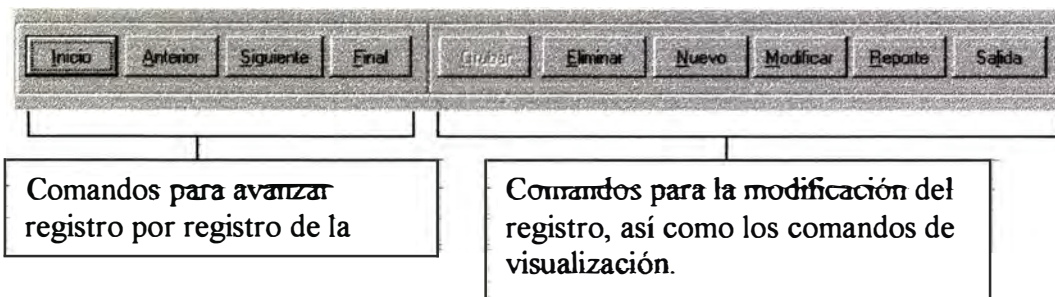 Inicio Anterior Siguiente Final Grabar Eliminar Nuevo Modificar Reporte Salida
Comandos para avanzar
registro por registro de la
Comandos para la modificación del
registro, así como los comandos de
visualización.